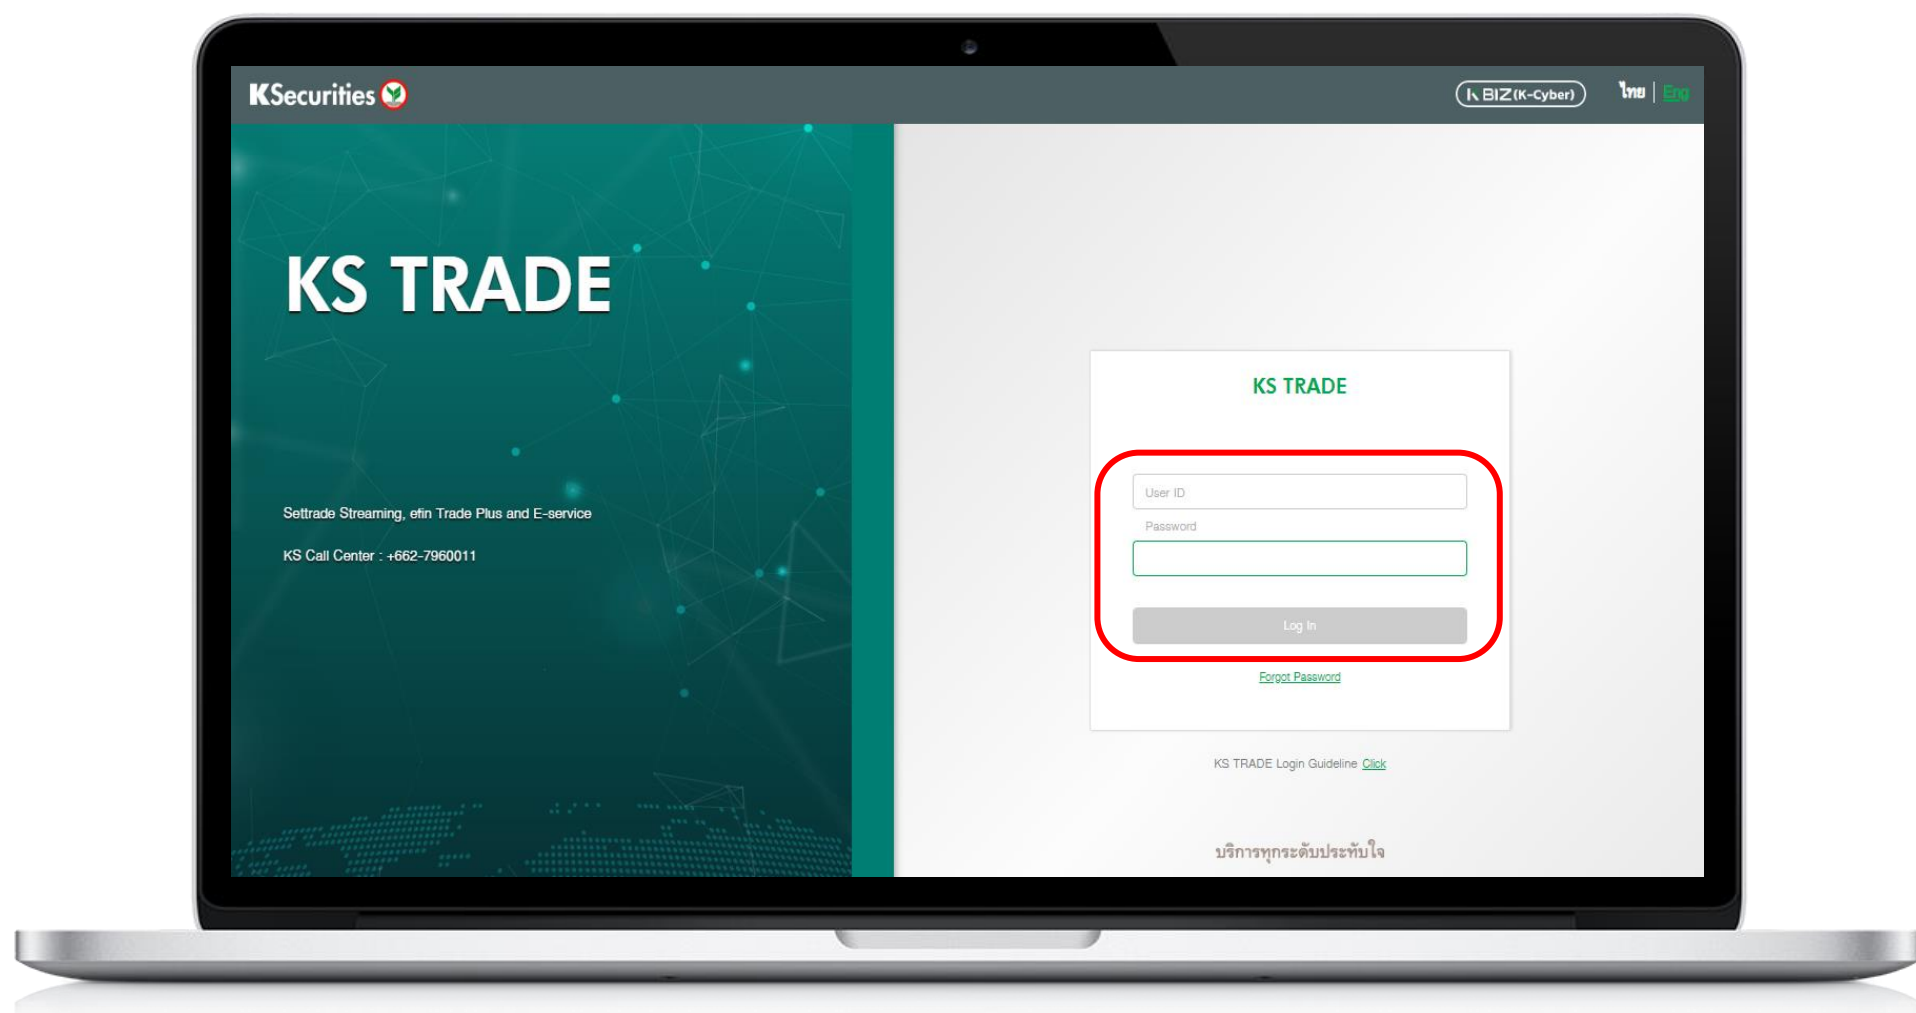 KSecurities
K BIZ (K-Cyber)
ไทย | Eng
KS TRADE
Settrade Streaming, efin Trade Plus and E-service
KS Call Center : +662-7960011
KS TRADE
User ID
Password
Log In
Forgot Password
KS TRADE Login Guideline Click
บริการทุกระดับประทับใจ